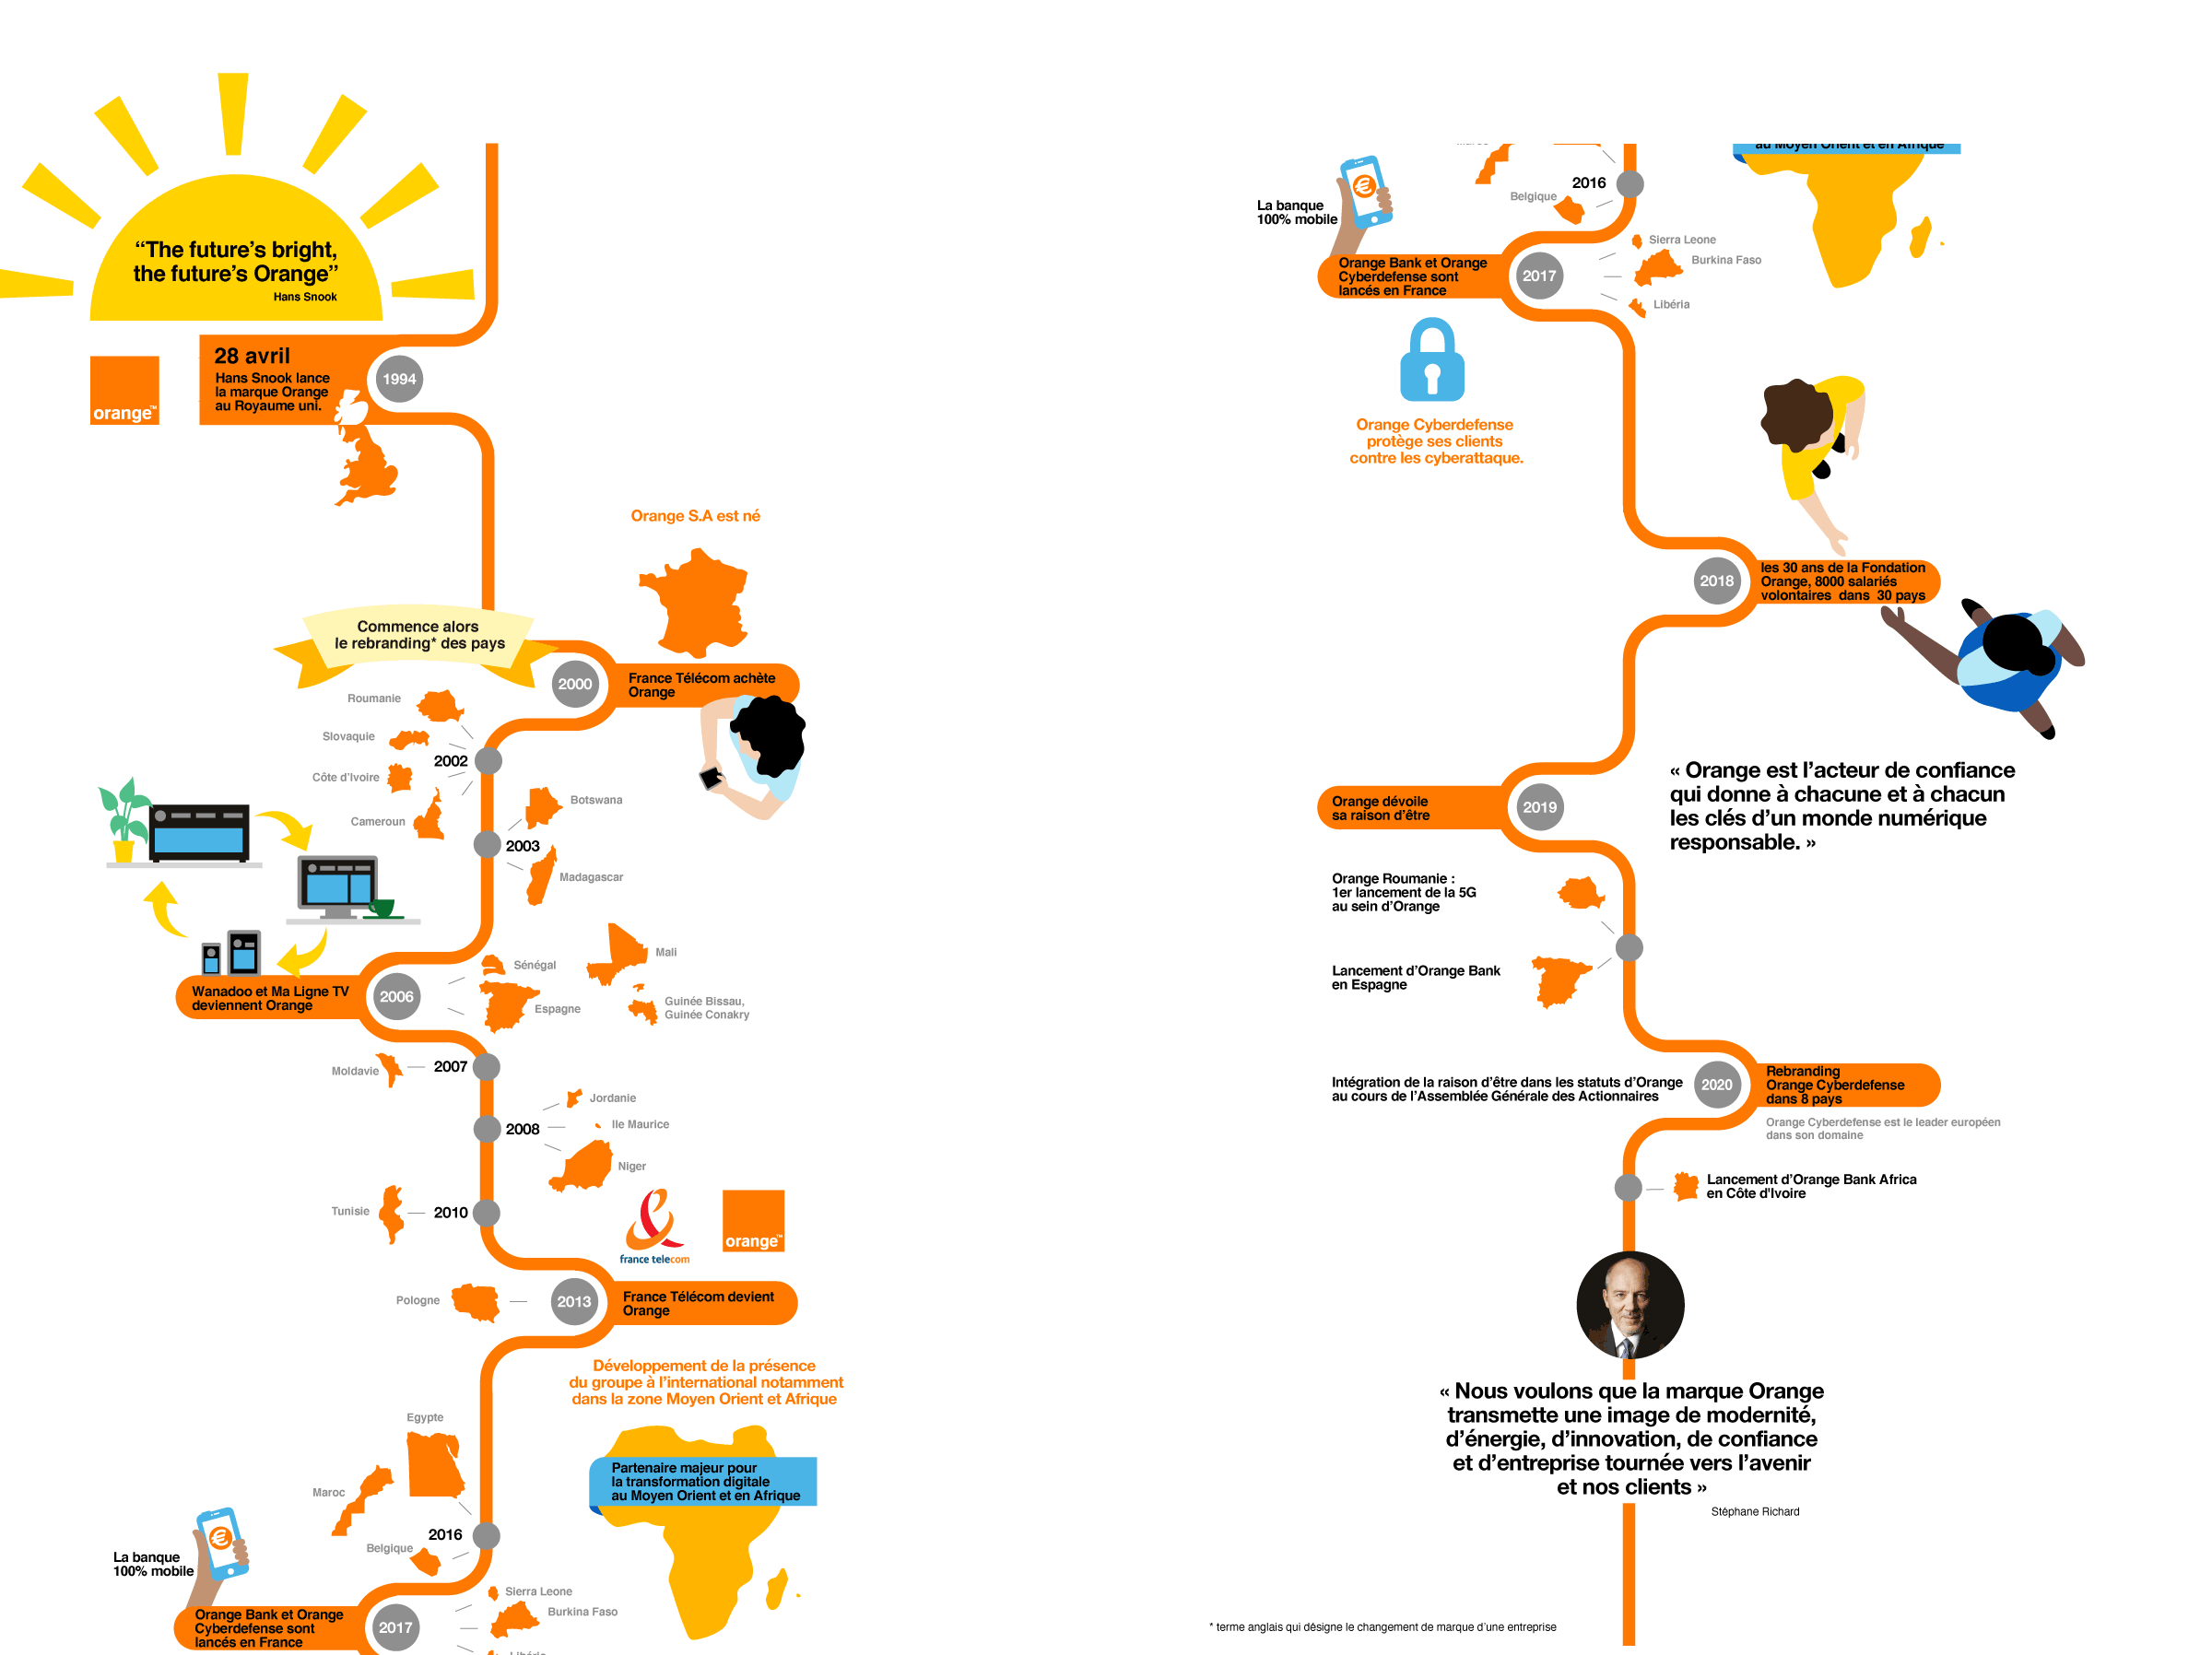 “The future’s bright,
the future’s Orange”
Hans Snook
orange™
28 avril
Hans Snook lance
la marque Orange
au Royaume uni.
1994
Orange S.A est né
Commence alors
le rebranding* des pays
2000
France Télécom achète
Orange
Roumanie
Slovaquie
2002
Côte d’Ivoire
Cameroun
Botswana
2003
Madagascar
Wanadoo et Ma Ligne TV
deviennent Orange
2006
Sénégal
Mali
Espagne
Guinée Bissau,
Guinée Conakry
Moldavie
2007
Jordanie
2008
Ile Maurice
Niger
Tunisie
2010
france telecom
orange™
Pologne
2013
France Télécom devient
Orange
Développement de la présence
du groupe à l’international notamment
dans la zone Moyen Orient et Afrique
Egypte
Maroc
2016
Belgique
Partenaire majeur pour
la transformation digitale
au Moyen Orient et en Afrique
La banque
100% mobile
Orange Bank et Orange
Cyberdefense sont
lancés en France
2017
Sierra Leone
Burkina Faso
Libéria
au Moyen Orient et en Afrique
2016
Belgique
La banque
100% mobile
Orange Bank et Orange
Cyberdefense sont
lancés en France
2017
Sierra Leone
Burkina Faso
Libéria
Orange Cyberdefense
protège ses clients
contre les cyberattaque.
2018
les 30 ans de la Fondation
Orange, 8000 salariés
volontaires dans 30 pays
Orange dévoile
sa raison d’être
2019
« Orange est l’acteur de confiance
qui donne à chacune et à chacun
les clés d’un monde numérique
responsable. »
Orange Roumanie :
1er lancement de la 5G
au sein d’Orange
Lancement d’Orange Bank
en Espagne
Intégration de la raison d’être dans les statuts d’Orange
au cours de l’Assemblée Générale des Actionnaires
2020
Rebranding
Orange Cyberdefense
dans 8 pays
Orange Cyberdefense est le leader européen
dans son domaine
Lancement d’Orange Bank Africa
en Côte d'Ivoire
« Nous voulons que la marque Orange
transmette une image de modernité,
d’énergie, d’innovation, de confiance
et d’entreprise tournée vers l’avenir
et nos clients »
Stéphane Richard
* terme anglais qui désigne le changement de marque d’une entreprise